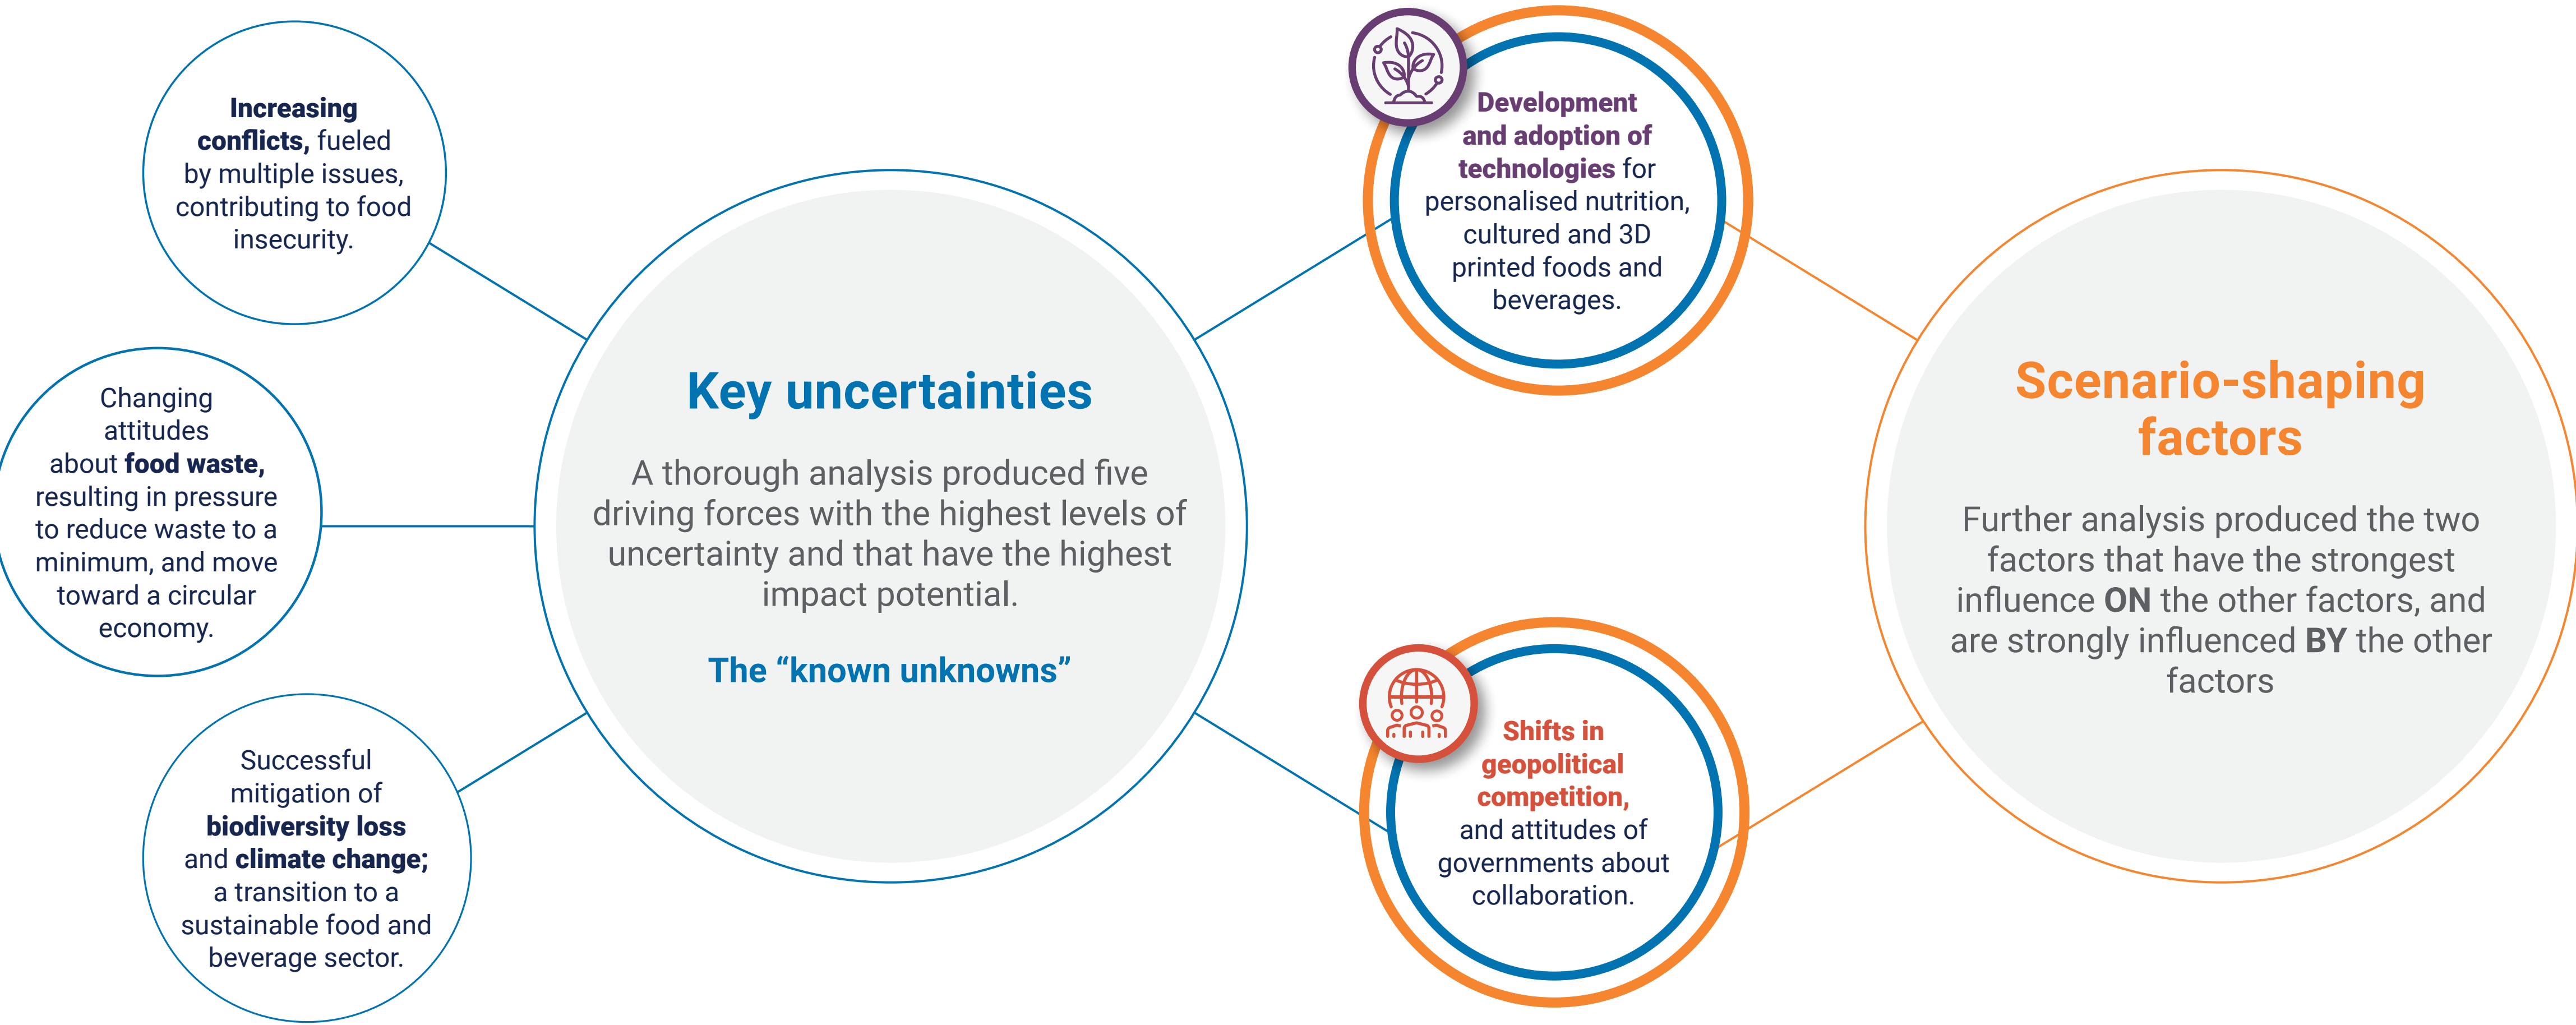 Increasing
conflicts, fueled
by multiple issues,
contributing to food
insecurity.
Changing
attitudes
about food waste,
resulting in pressure
to reduce waste to a
minimum, and move
toward a circular
economy.
Successful
mitigation of
biodiversity loss
and climate change;
a transition to a
sustainable food and
beverage sector.
Key uncertainties
A thorough analysis produced five
driving forces with the highest levels of
uncertainty and that have the highest
impact potential.
The “known unknowns”
Development
and adoption of
technologies for
personalised nutrition,
cultured and 3D
printed foods and
beverages.
Shifts in
geopolitical
competition,
and attitudes of
governments about
collaboration.
Scenario-shaping
factors
Further analysis produced the two
factors that have the strongest
influence ON the other factors, and
are strongly influenced BY the other
factors